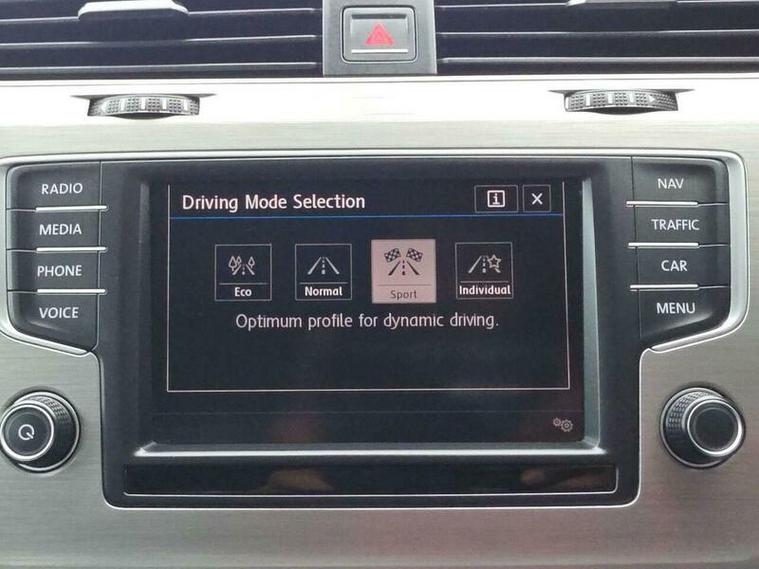 RADIO
MEDIA
PHONE
VOICE
Driving Mode Selection
i X
Eco Normal Sport Individual
Optimum profile for dynamic driving.
NAV
TRAFFIC
CAR
MENU